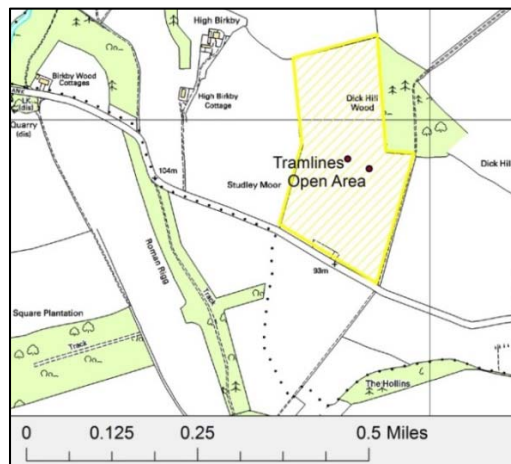 High Birkby
Birkby Wood
Cottages
High Birkby
Cottage
Dick Hill
Wood
Quarry
(dis)
104m
Tramlines
Open Area
Dick Hill
Studley Moor
Roman Rigg
93m
Square Plantation
Track
Track
The Hollins
0 0.125 0.25 0.5 Miles